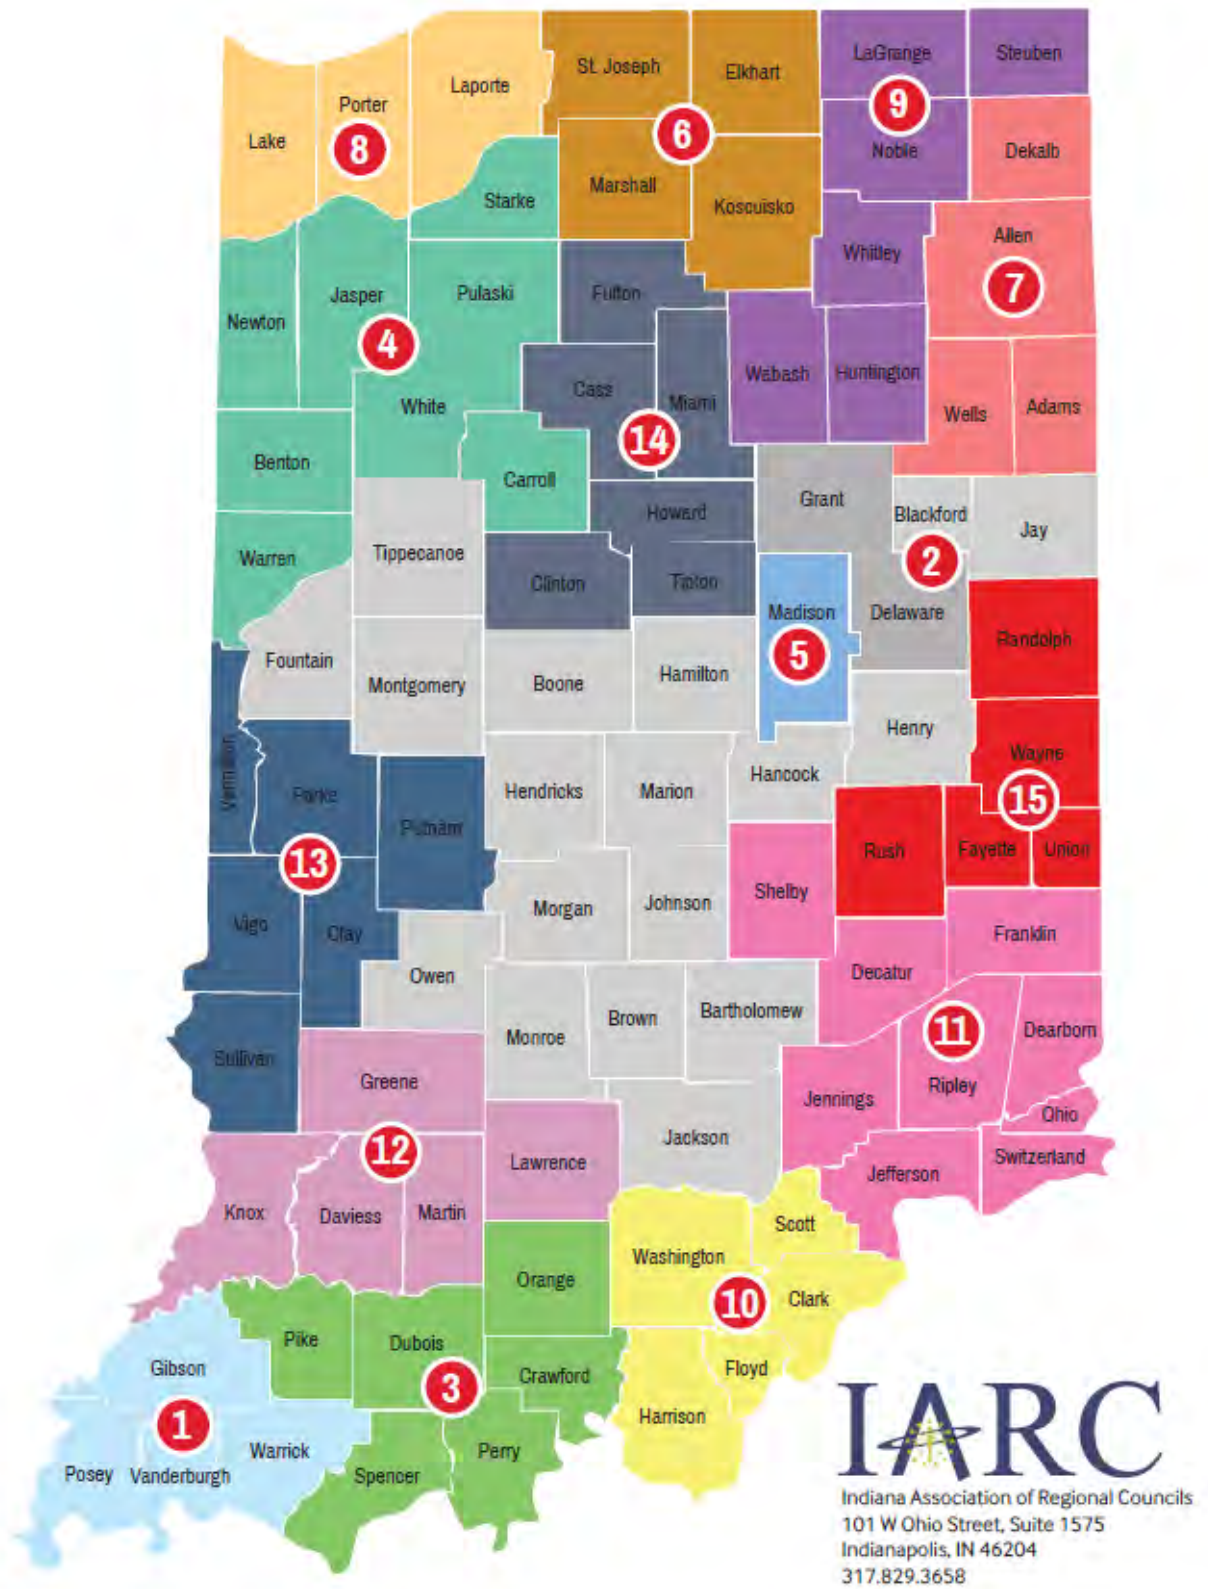 LaGrange
Steuben
St. Joseph
Elkhart
Laporte
Porter
9
6
Lake
8
Noble
Dekalb
Marshall
Starke
Koscuisko
Allen
Whitley
7
Jasper
Pulaski
Fulton
Newton
4
Wabash
Huntington
Cass
Miami
White
Wells
Adams
14
Benton
Carroll
Grant
Howard
Blackford
Jay
Tippecanoe
Warren
2
Clinton
Tipton
Madison
Delaware
5
Randolph
Fountain
Montgomery
Boone
Hamilton
Henry
Wayne
Vermillion
Hancock
Parke
Hendricks
Marion
15
Putnam
13
Rush
Fayette
Union
Shelby
Morgan
Johnson
Vigo
Clay
Franklin
Owen
Decatur
Brown
Bartholomew
Monroe
11
Dearborn
Sullivan
Greene
Jennings
Ripley
Ohio
Jackson
12
Lawrence
Switzerland
Jefferson
Knox
Daviess
Martin
Scott
Washington
Orange
10
Clark
Pike
Dubois
Gibson
Floyd
3
Crawford
Harrison
1
Warrick
Perry
Posey
Vanderburgh
Spencer
IARC
Indiana Association of Regional Councils
101 W Ohio Street, Suite 1575
Indianapolis, IN 46204
317.829.3658